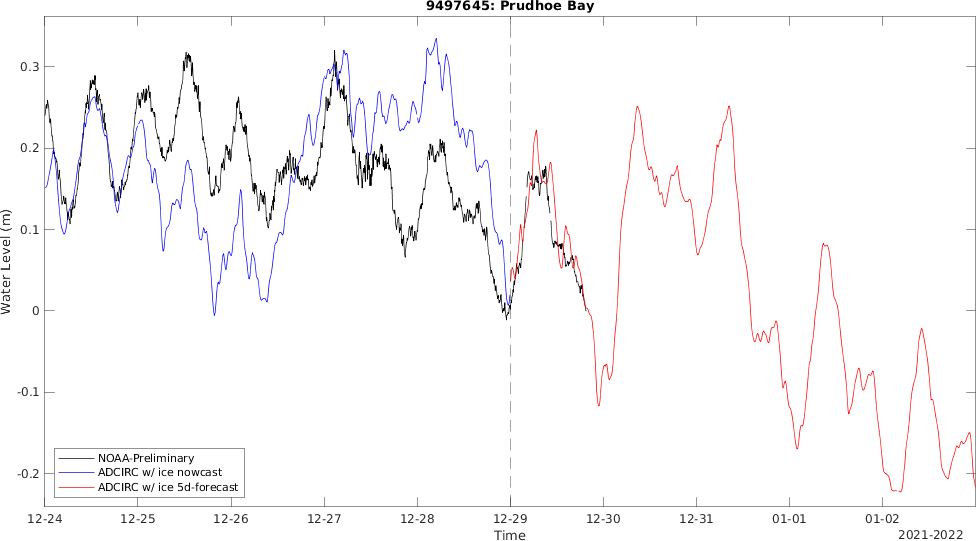 9497645: Prudhoe Bay
0.3
0.2
0.1
0
-0.1
-0.2
Water Level (m)
NOAA-Preliminary
ADCIRC w/ ice nowcast
ADCIRC w/ ice 5d-forecast
12-24 12-25 12-26 12-27 12-28 12-29 12-30 12-31 01-01 01-02
Time
2021-2022